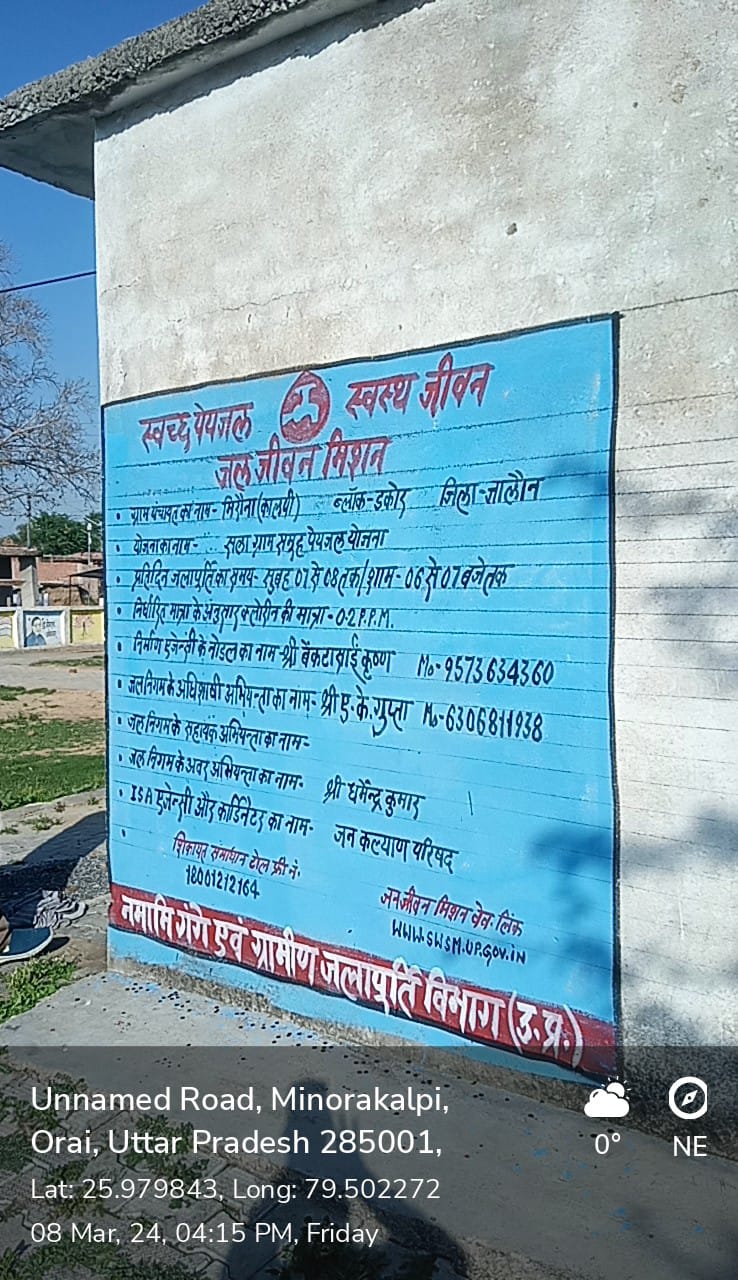 स्वच्छ पेयजल स्वस्थ जीवन
जल जीवन मिशन
• ग्राम पंचायत का नाम- मिनौरा (कालपी) ब्लॉक-डकोर जिला-जालौन
• योजना का नाम- सला ग्राम समूह पेयजल योजना
• प्रतिदिन जलापूर्ति का समय- सुबह 07 से 08 तक/शाम- 06 से 07 बजे तक
• निर्धारित मात्रा के अनुसार क्लोरीन की मात्रा-0.2 P.P.M.
• निर्माण एजेन्सी के नोडल का नाम-श्री बेंकटासाई कृष्ण Mo-9573634360
• जल निगम के अधिशाषी अभियन्ता का नाम- श्री ए.के.गुप्ता Mo-6306811938
• जल निगम के सहायक अभियन्ता का नाम-
• जल निगम के अवर अभियन्ता का नाम- श्री धर्मेन्द्र कुमार
• ISA एजेन्सी और कार्डिनेटर का नाम- जन कल्याण परिषद
•
शिकायत समाधान टोल फ्री नं.
18001212164
जनजीवन मिशन वेब लिंक
WWW.SWSM.UP.GOV.IN
नमामि गंगे एवं ग्रामीण जलापूर्ति विभाग (उ.प्र.)
Unnamed Road, Minorakalpi,
Orai, Uttar Pradesh 285001,
0° NE
Lat: 25.979843, Long: 79.502272
08 Mar, 24, 04:15 PM, Friday